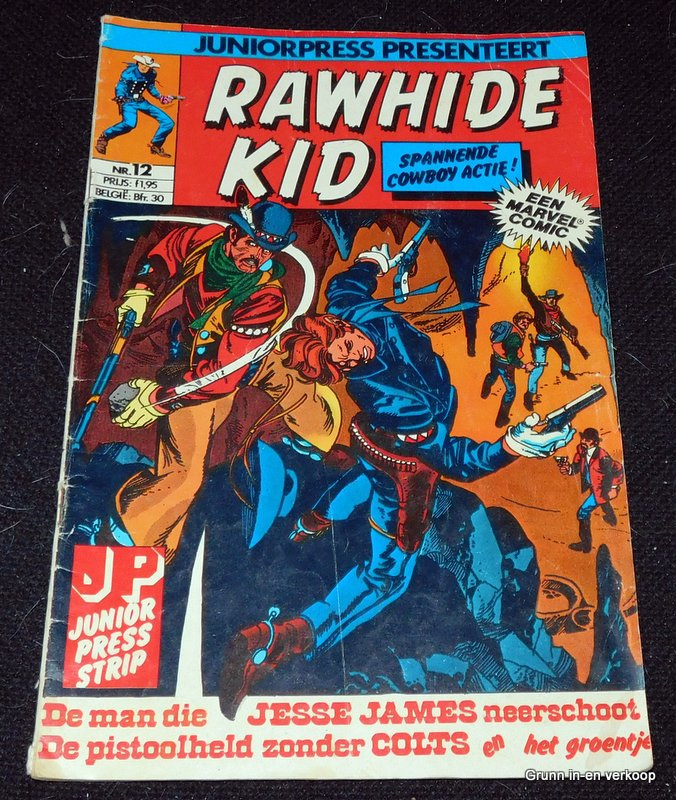 JUNIORPRESS PRESENTEERT
RAWHIDE
KID
SPANNENDE
COWBOY ACTIE!
NR. 12
PRIJS: f1,95
BELGIË: Bfr. 30
EEN
MARVEL®
COMIC
JP
JUNIOR
PRESS
STRIP
De man die JESSE JAMES neerschoot
De pistoolheld zonder COLTS en het groentje
Grunn in-en verkoop